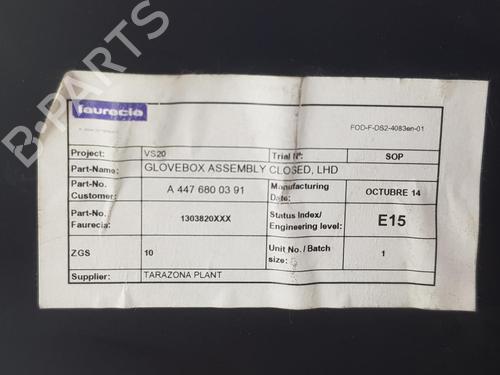 faurecia
FOD-F-DS2-4083en-01
Project: VS20 Trial Nº: SOP
Part-Name: GLOVEBOX ASSEMBLY CLOSED, LHD
Part-No. Customer: A 447 680 03 91 Manufacturing Date: OCTUBRE 14
Part-No. Faurecia: 1303820XXX Status Index/ Engineering level: E15
ZGS 10 Unit No. / Batch size: 1
Supplier: TARAZONA PLANT
B-PARTS